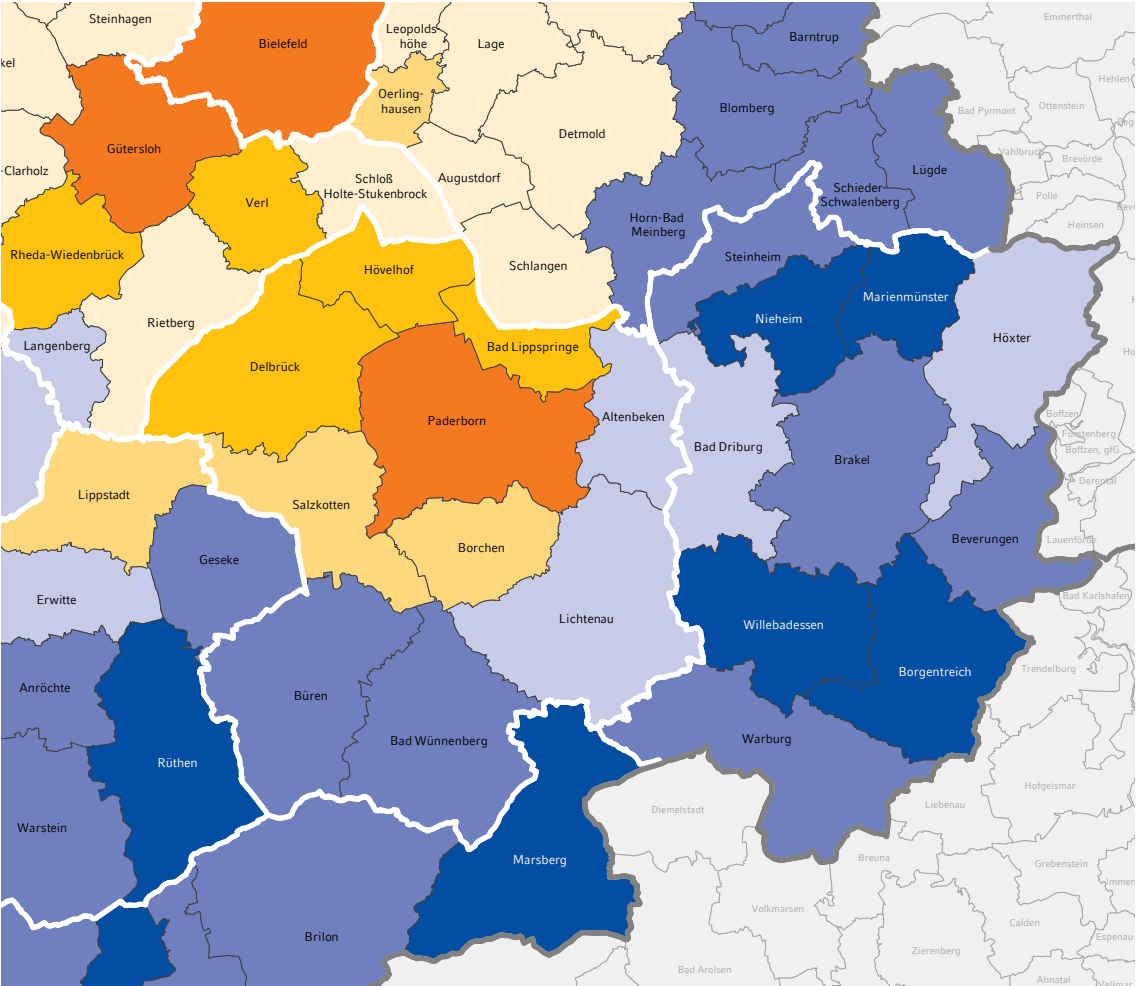 Steinhagen
Bielefeld
Leopolds
höhe
Lage
Barntrup
Emmerthal
kel
Oerling-
hausen
Blomberg
Hehlen
Bad Pyrmont
Ottenstein
Gütersloh
Detmold
-Clarholz
Vahlbruch
Brevörde
Schloß
Holte-Stukenbrock
Augustdorf
Lügde
Verl
Schieder-
Schwalenberg
Polle
Horn-Bad
Meinberg
Heinsen
Rheda-Wiedenbrück
Steinheim
Hövelhof
Schlangen
Marienmünster
Rietberg
Nieheim
Langenberg
Bad Lippspringe
Höxter
Delbrück
Paderborn
Altenbeken
Boffzen
Fürstenberg
Bad Driburg
Boffzen, gfG
Brakel
Derental
Lippstadt
Salzkotten
Beverungen
Lauenförde
Borchen
Geseke
Erwitte
Bad Karlshafen
Lichtenau
Willebadessen
Trendelburg
Borgentreich
Anröchte
Büren
Bad Wünnenberg
Warburg
Rüthen
Hofgeismar
Diemelstadt
Liebenau
Warstein
Marsberg
Breuna
Grebenstein
Immen
Volkmarsen
Calden
Brilon
Espenau
Zierenberg
Bad Arolsen
Ahnatal
Vellmar